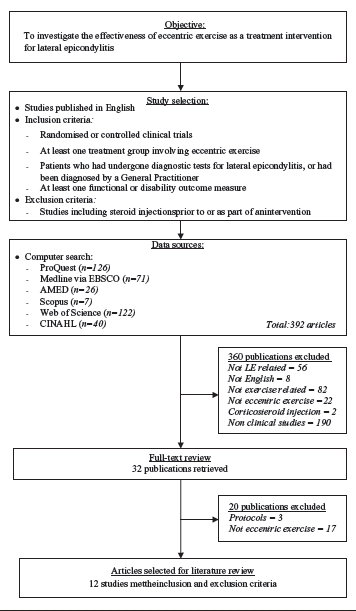 Objective:
To investigate the effectiveness of eccentric exercise as a treatment intervention
for lateral epicondylitis
Study selection:
• Studies published in English
• Inclusion criteria:
- Randomised or controlled clinical trials
- At least one treatment group involving eccentric exercise
- Patients who had undergone diagnostic tests for lateral epicondylitis, or had
been diagnosed by a General Practitioner
- At least one functional or disability outcome measure
• Exclusion criteria:
- Studies including steroid injectionsprior to or as part of anintervention
Data sources:
• Computer search:
- ProQuest (n=126)
- Medline via EBSCO (n=71)
- AMED (n=26)
- Scopus (n=7)
- Web of Science (n=122)
- CINAHL (n=40) Total:392 articles
360 publications excluded
Not LE related = 56
Not English = 8
Not exercise related = 82
Not eccentric exercise =22
Corticosteroid injection = 2
Non clinical studies = 190
Full-text review
32 publications retrieved
20 publications excluded
Protocols = 3
Not eccentric exercise = 17
Articles selected for literature review
12 studies mettheinclusion and exclusion criteria